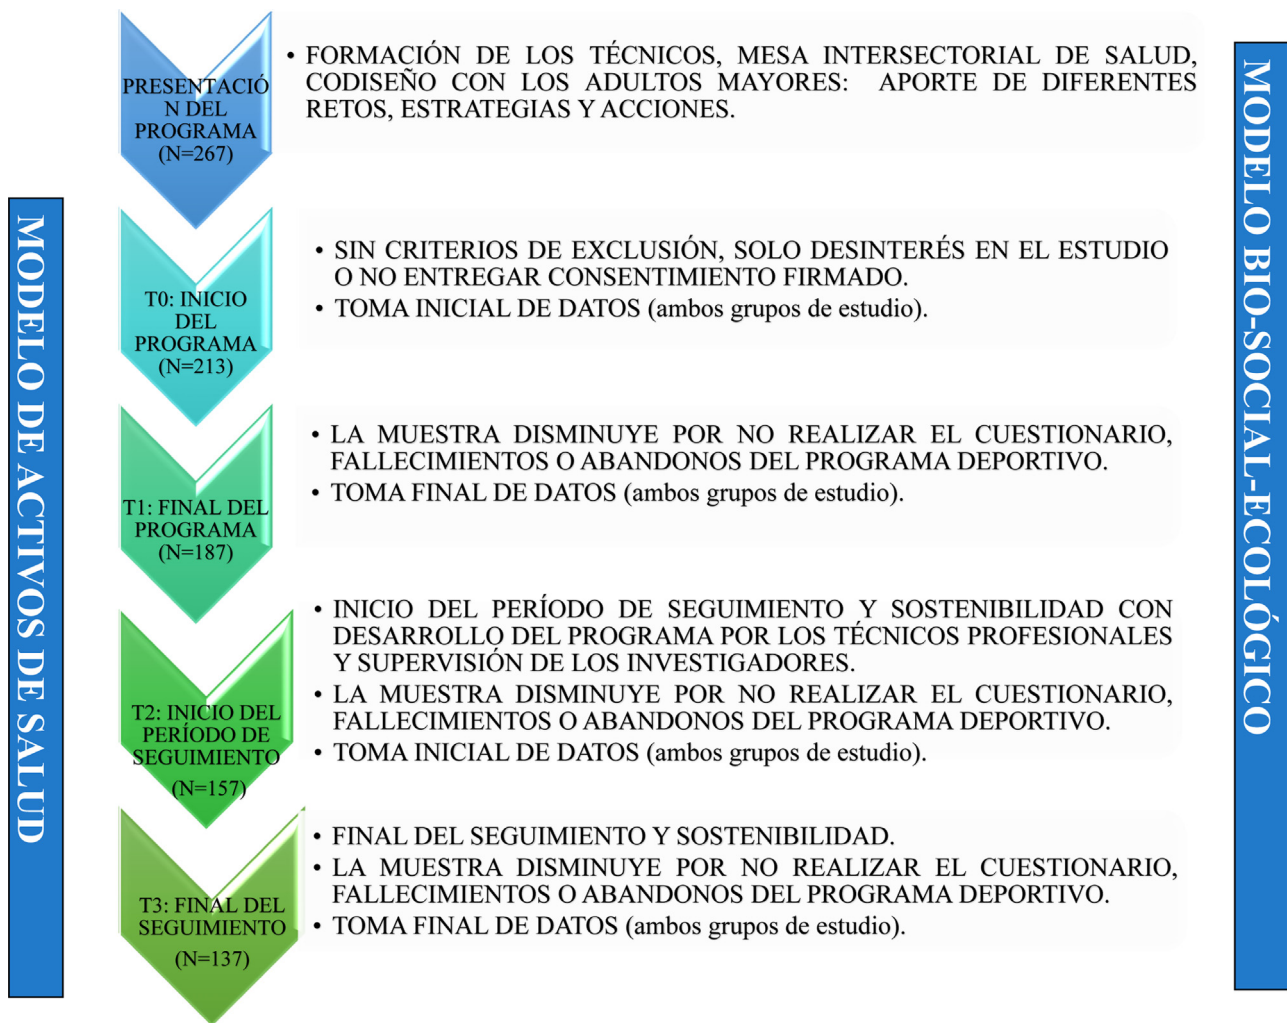 MODELO DE ACTIVOS DE SALUD
PRESENTACIÓ
N DEL
PROGRAMA
(N=267)
• FORMACIÓN DE LOS TÉCNICOS, MESA INTERSECTORIAL DE SALUD,
CODISEÑO CON LOS ADULTOS MAYORES: APORTE DE DIFERENTES
RETOS, ESTRATEGIAS Y ACCIONES.
T0: INICIO
DEL
PROGRAMA
(N=213)
• SIN CRITERIOS DE EXCLUSIÓN, SOLO DESINTERÉS EN EL ESTUDIO
O NO ENTREGAR CONSENTIMIENTO FIRMADO.
• TOMA INICIAL DE DATOS (ambos grupos de estudio).
T1: FINAL DEL
PROGRAMA
(N=187)
• LA MUESTRA DISMINUYE POR NO REALIZAR EL CUESTIONARIO,
FALLECIMIENTOS O ABANDONOS DEL PROGRAMA DEPORTIVO.
• TOMA FINAL DE DATOS (ambos grupos de estudio).
T2: INICIO DEL
PERÍODO DE
SEGUIMIENTO
(N=157)
• INICIO DEL PERÍODO DE SEGUIMIENTO Y SOSTENIBILIDAD CON
DESARROLLO DEL PROGRAMA POR LOS TÉCNICOS PROFESIONALES
Y SUPERVISIÓN DE LOS INVESTIGADORES.
• LA MUESTRA DISMINUYE POR NO REALIZAR EL CUESTIONARIO,
FALLECIMIENTOS O ABANDONOS DEL PROGRAMA DEPORTIVO.
• TOMA INICIAL DE DATOS (ambos grupos de estudio).
T3: FINAL DEL
SEGUIMIENTO
(N=137)
• FINAL DEL SEGUIMIENTO Y SOSTENIBILIDAD.
• LA MUESTRA DISMINUYE POR NO REALIZAR EL CUESTIONARIO,
FALLECIMIENTOS O ABANDONOS DEL PROGRAMA DEPORTIVO.
• TOMA FINAL DE DATOS (ambos grupos de estudio).
MODELO BIO-SOCIAL-ECOLÓGICO